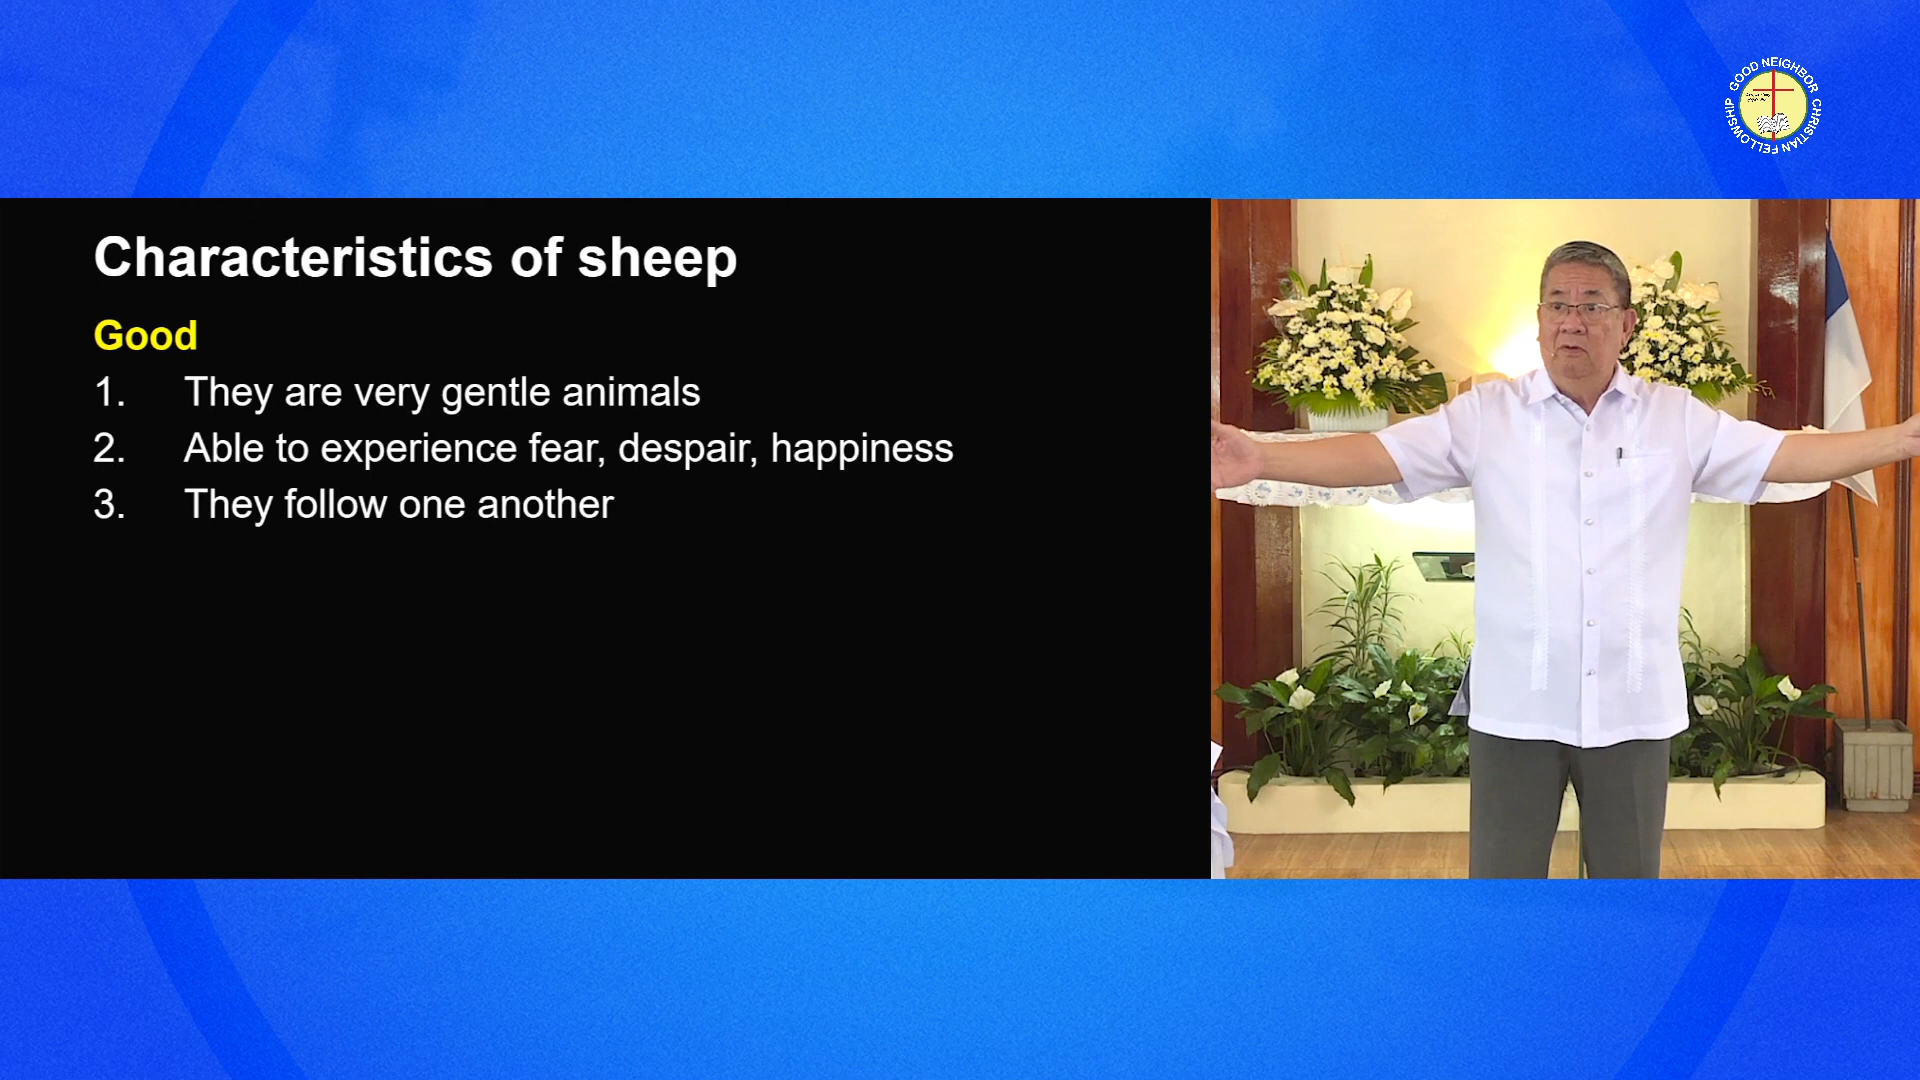 GOOD NEIGHBOR CHRISTIAN FELLOWSHIP
Characteristics of sheep
Good
1. They are very gentle animals
2. Able to experience fear, despair, happiness
3. They follow one another